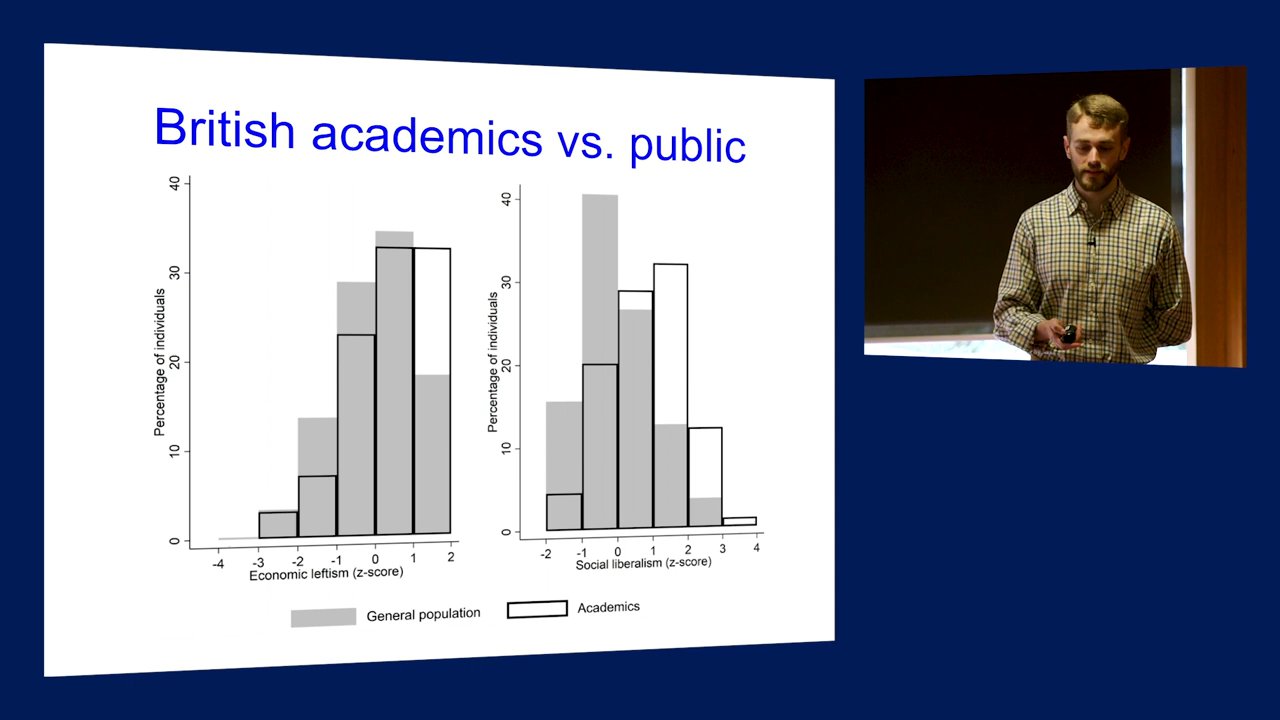 British academics vs. public
40
30
20
10
0
Percentage of individuals
-4 -3 -2 -1 0 1 2
Economic leftism (z-score)
40
30
20
10
0
Percentage of individuals
-2 -1 0 1 2 3 4
Social liberalism (z-score)
General population
Academics